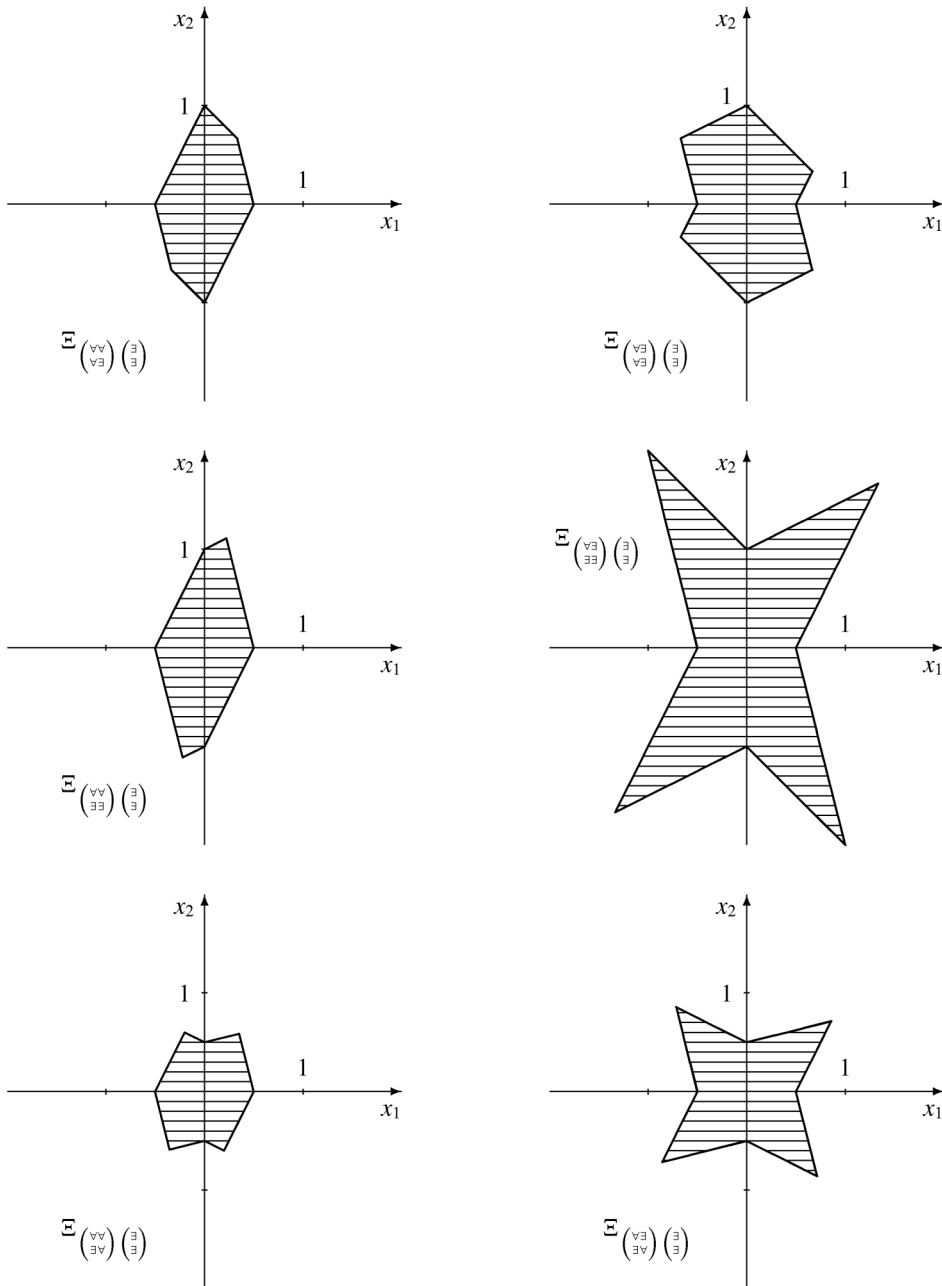 x₂ x₂
1 1
1 1
x₁ x₁
Ξ (∀∀ ∀∃) (∃ ∃) Ξ (∀∃ ∀∃) (∃ ∃)
x₂ x₂
1 Ξ (∀∃ ∃∃) (∃ ∃)
1 1
x₁ x₁
Ξ (∀∀ ∃∃) (∃ ∃)
x₂ x₂
1 1
1 1
x₁ x₁
Ξ (∀∀ ∃∀) (∃ ∃) Ξ (∀∃ ∃∀) (∃ ∃)